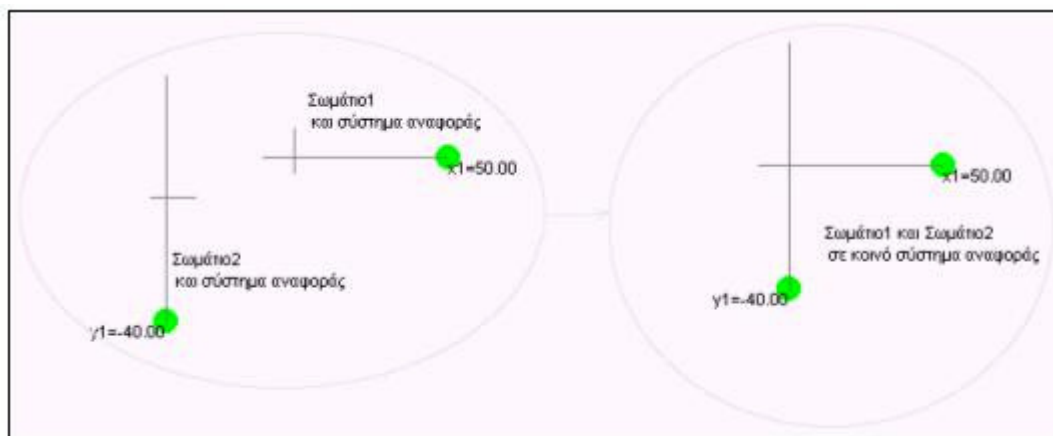 Σωμάτιο1
και σύστημα αναφοράς
x1=50.00
Σωμάτιο2
και σύστημα αναφοράς
y1=-40.00
x1=50.00
Σωμάτιο1 και Σωμάτιο2
σε κοινό σύστημα αναφοράς
y1=-40.00